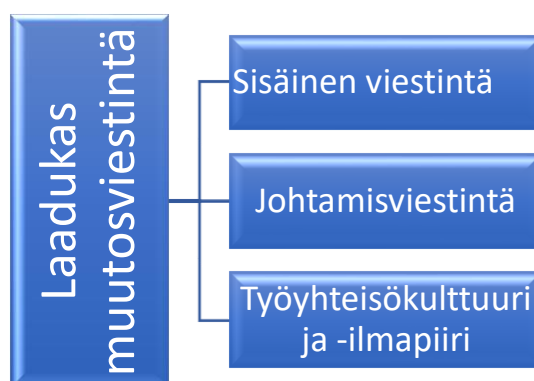 Laadukas
muutosviestintä
Sisäinen viestintä
Johtamisviestintä
Työyhteisökulttuuri
ja -ilmapiiri